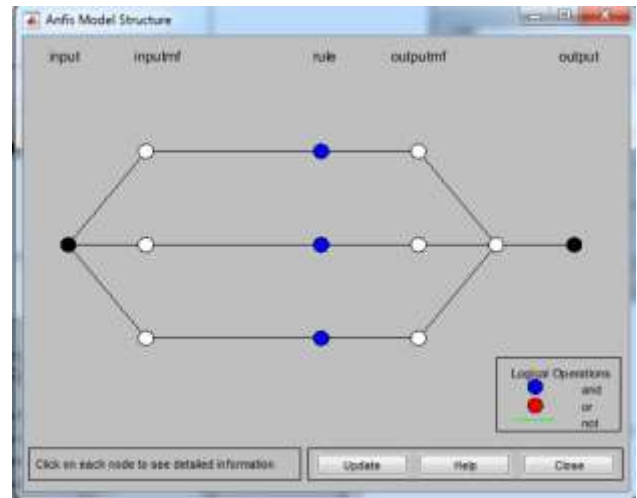 Anfis Model Structure
input inputmf rule outputmf output
Logical Operations
and
or
not
Click on each node to see detailed information
Update Help Close